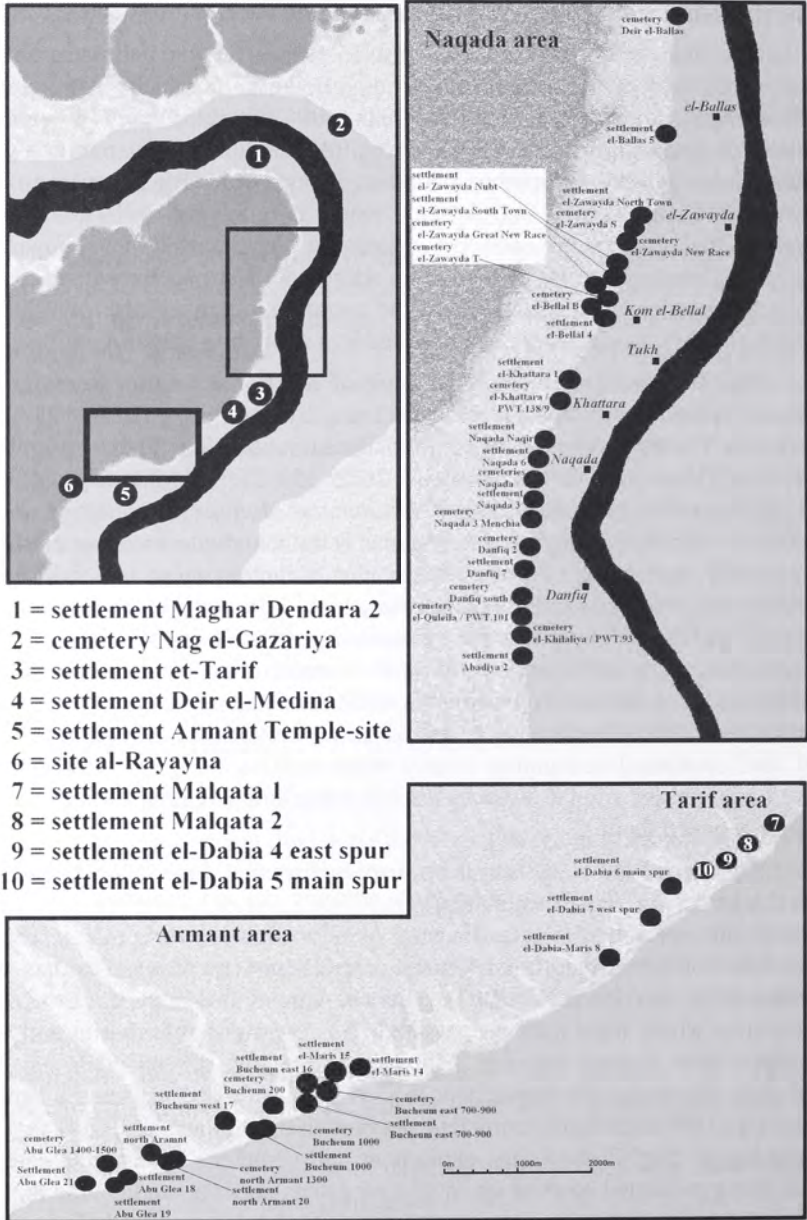 1
2
3
4
5
6
Naqada area
cemetery
Deir el-Ballas
el-Ballas
settlement
el-Ballas 5
settlement
el- Zawayda Nubt
settlement
el-Zawayda South Town
cemetery
el-Zawayda Great New Race
cemetery
el-Zawayda T
settlement
el-Zawayda North Town
cemetery
el-Zawayda S
el-Zawayda
cemetery
el-Zawayda New Race
cemetery
el-Bellal B
settlement
el-Bellal 4
Kom el-Bellal
Tukh
settlement
el-Khattara 1
cemetery
el-Khattara /
PWT.138/9
Khattara
settlement
Naqada Naqir
settlement
Naqada 6
Naqada
cemeteries
Naqada
settlement
Naqada 3
cemetery
Naqada 3 Menchia
cemetery
Danfiq 2
settlement
Danfiq 7
cemetery
Danfiq south
Danfiq
cemetery
el-Quleila / PWT.101
cemetery
el-Khilaliya / PWT.93
settlement
Abadiya 2
1 = settlement Maghar Dendara 2
2 = cemetery Nag el-Gazariya
3 = settlement et-Tarif
4 = settlement Deir el-Medina
5 = settlement Armant Temple-site
6 = site al-Rayayna
7 = settlement Malqata 1
8 = settlement Malqata 2
9 = settlement el-Dabia 4 east spur
10 = settlement el-Dabia 5 main spur
Tarif area
7
8
9
10
settlement
el-Dabia 6 main spur
settlement
el-Dabia 7 west spur
settlement
el-Dabia-Maris 8
Armant area
settlement
el-Maris 15
settlement
el-Maris 14
settlement
Bucheum east 16
cemetery
Bucheum 200
settlement
Bucheum west 17
cemetery
Bucheum east 700-900
settlement
Bucheum east 700-900
cemetery
Bucheum 1000
settlement
Bucheum 1000
settlement
north Aramnt
cemetery
Abu Glea 1400-1500
Settlement
Abu Glea 21
settlement
Abu Glea 18
settlement
Abu Glea 19
cemetery
north Armant 1300
settlement
north Armant 20
0m 1000m 2000m